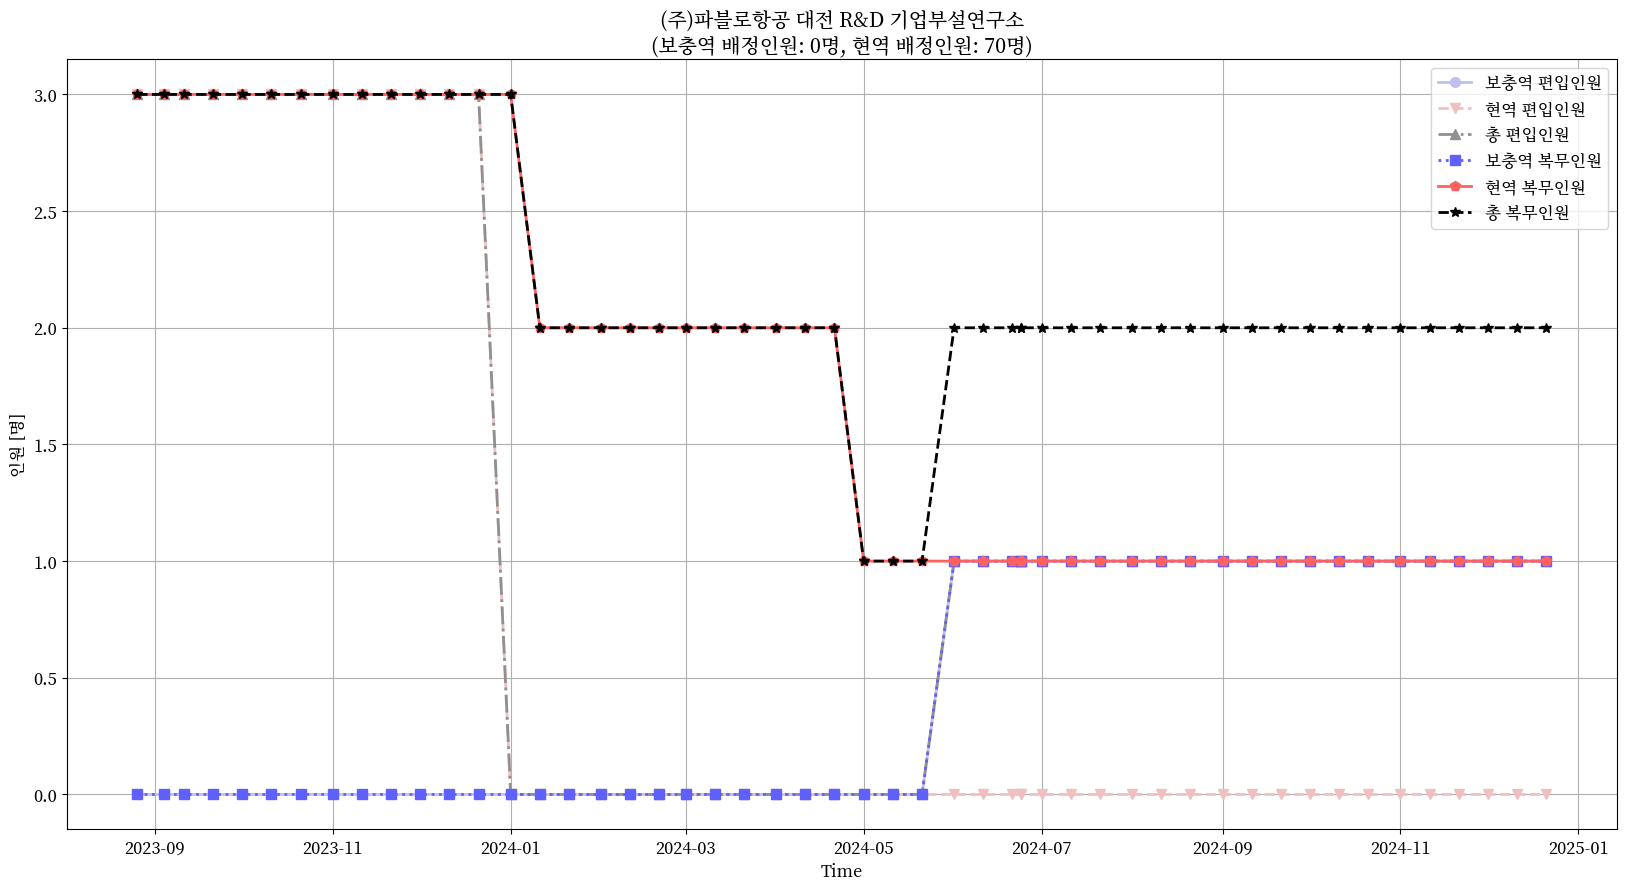 (주)파블로항공 대전 R&D 기업부설연구소
(보충역 배정인원: 0명, 현역 배정인원: 70명)
보충역 편입인원
현역 편입인원
총 편입인원
보충역 복무인원
현역 복무인원
총 복무인원
인원 [명]
3.0
2.5
2.0
1.5
1.0
0.5
0.0
2023-09
2023-11
2024-01
2024-03
2024-05
2024-07
2024-09
2024-11
2025-01
Time